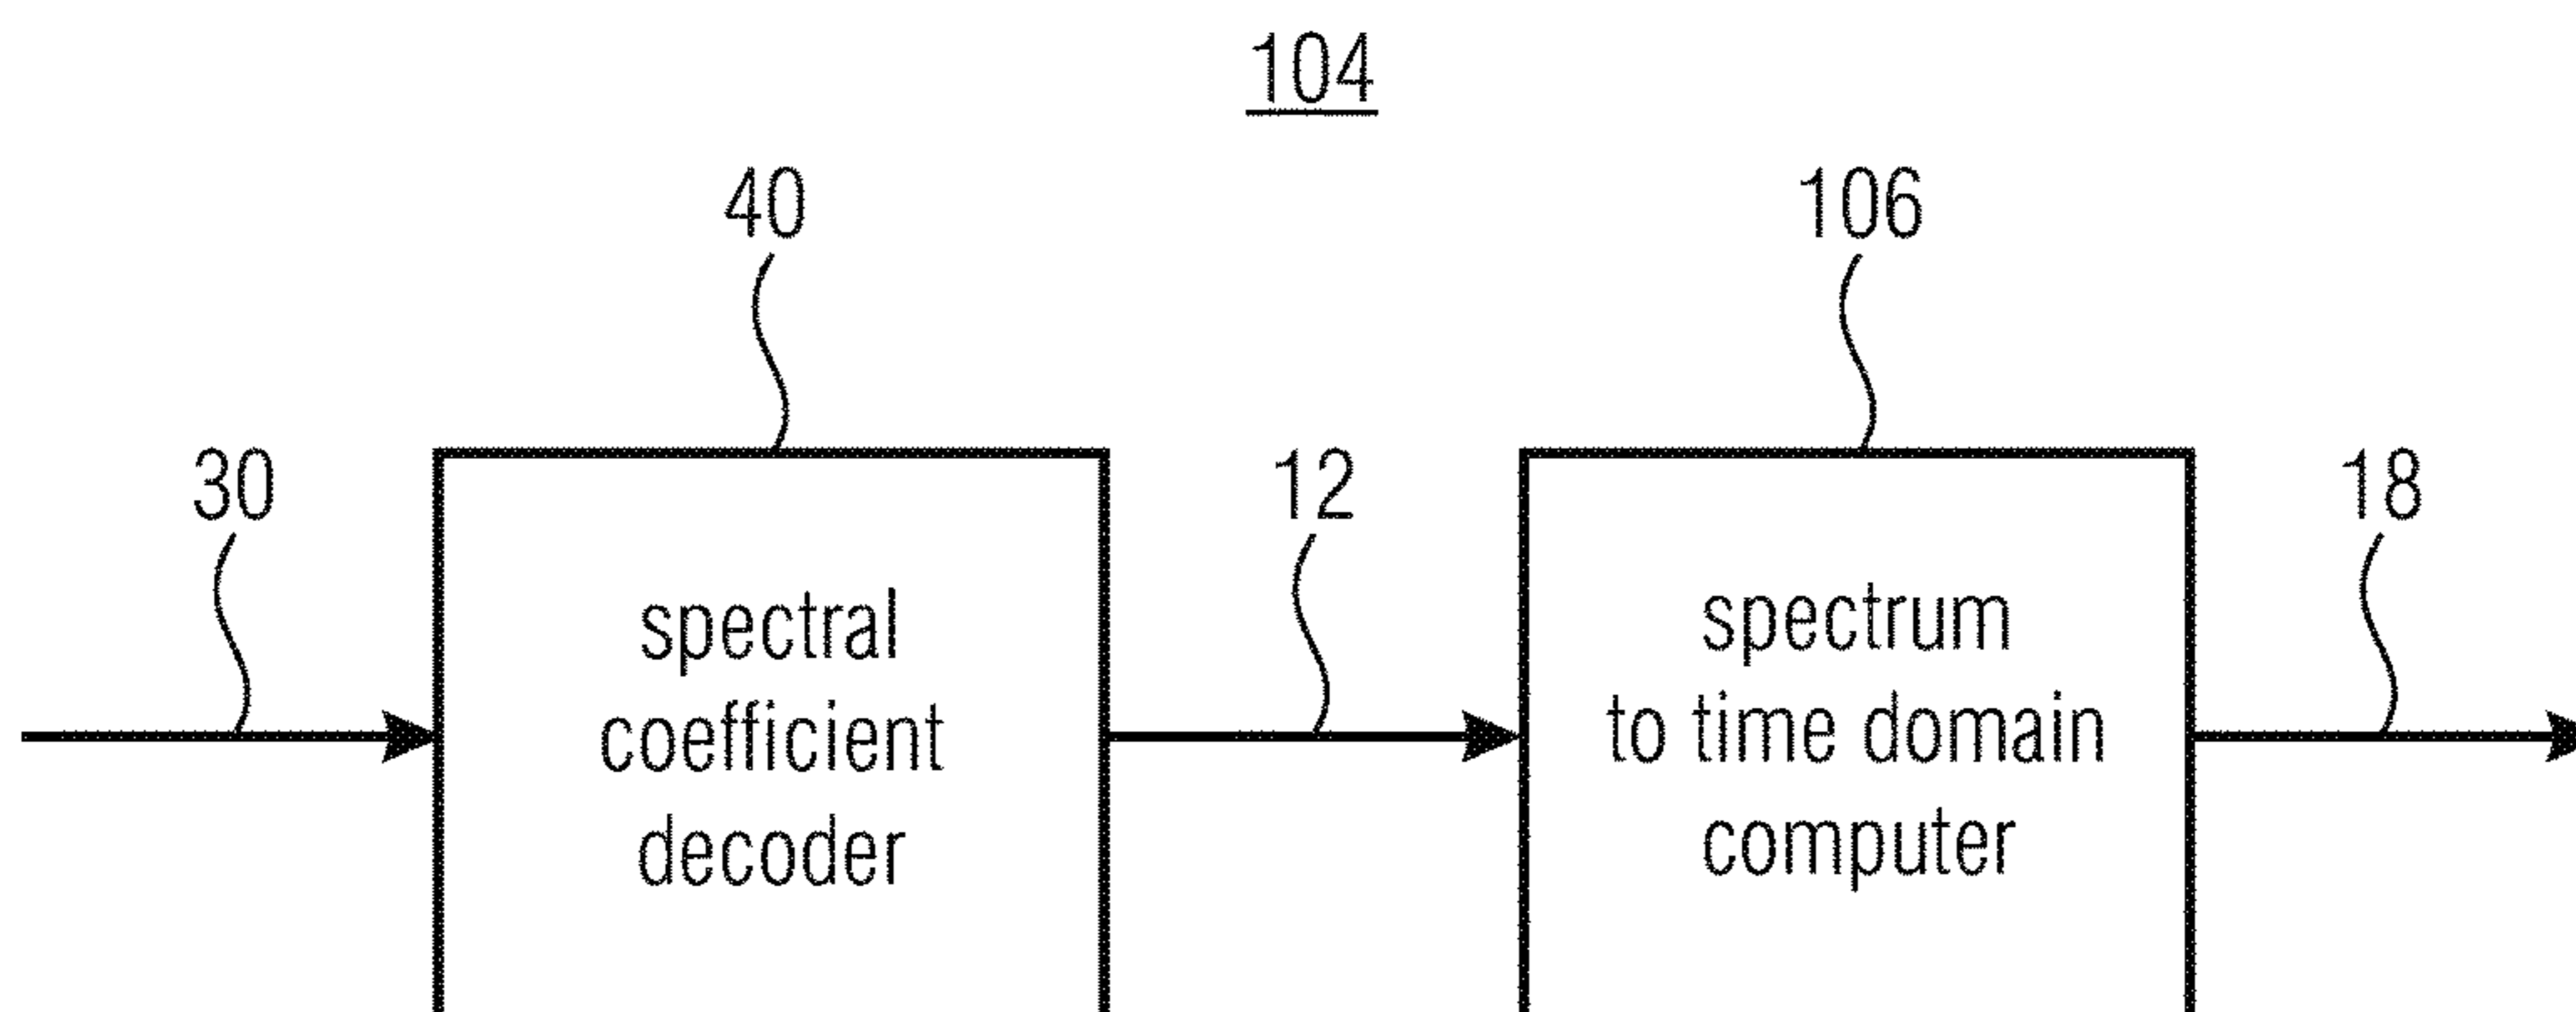 104
40
106
30
12
18
spectral
coefficient
decoder
spectrum
to time domain
computer